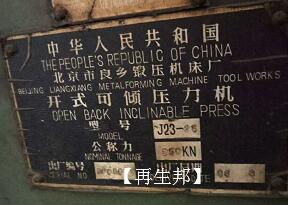 中华人民共和国
THE PEOPLE'S REPUBLIC OF CHINA
北京市良乡锻压机床厂
BEIJING LIANGXIANG METALFORMING MACHINE TOOL WORKS
开式可倾压力机
OPEN BACK INCLINABLE PRESS
型号 J23-
MODEL
公称力 KN
NOMINAL TONNAGE
出厂编号
SERIAL NO
【再生邦】